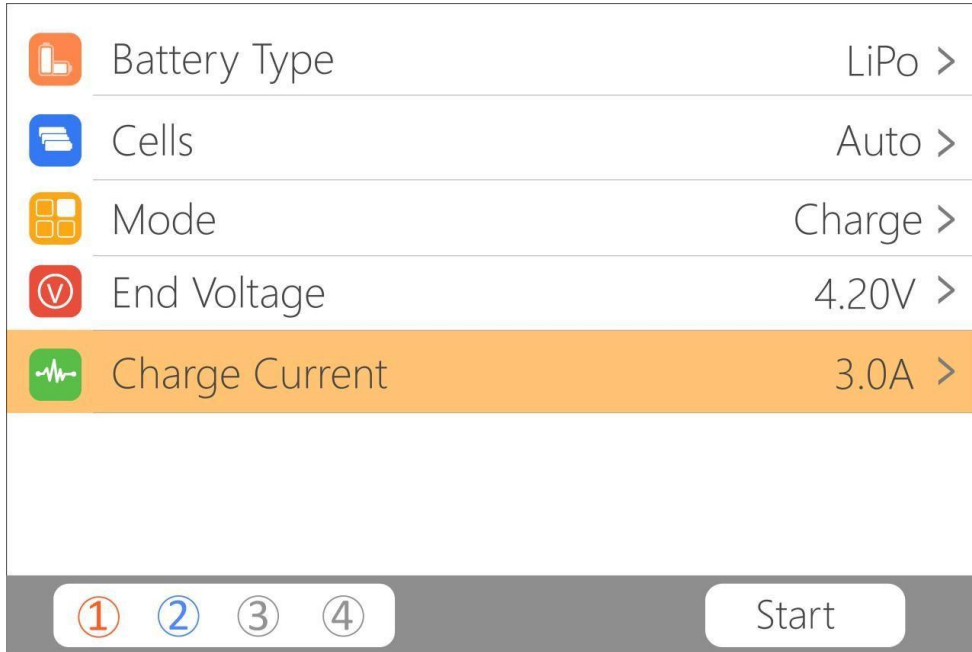 Battery Type LiPo >
Cells Auto >
Mode Charge >
V End Voltage 4.20V >
Charge Current 3.0A >
① ② ③ ④ Start